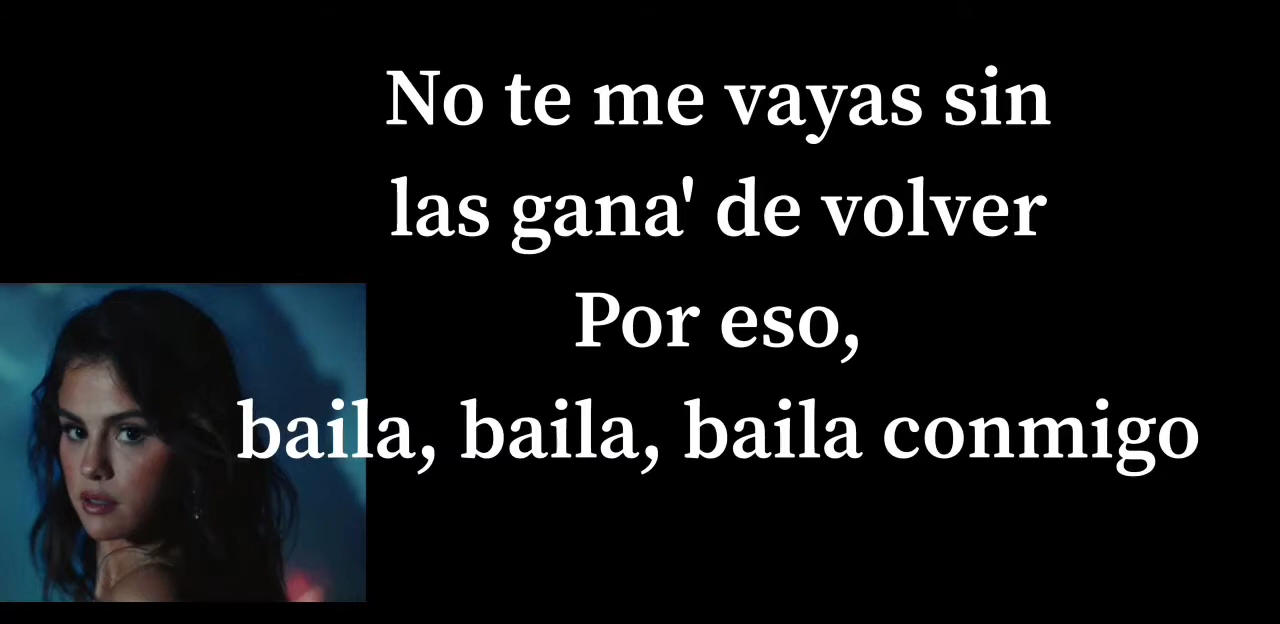 No te me vayas sin
las gana' de volver
Por eso,
baila, baila, baila conmigo